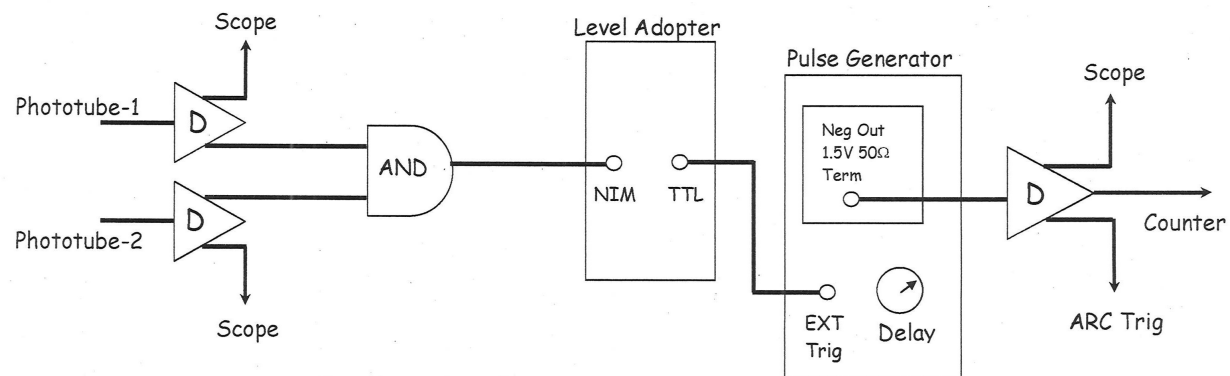 Scope
Level Adopter
Pulse Generator
Scope
Phototube-1
D
Neg Out
1.5V 50Ω
Term
AND
NIM
TTL
D
D
Phototube-2
Counter
Scope
EXT
Trig
Delay
ARC Trig